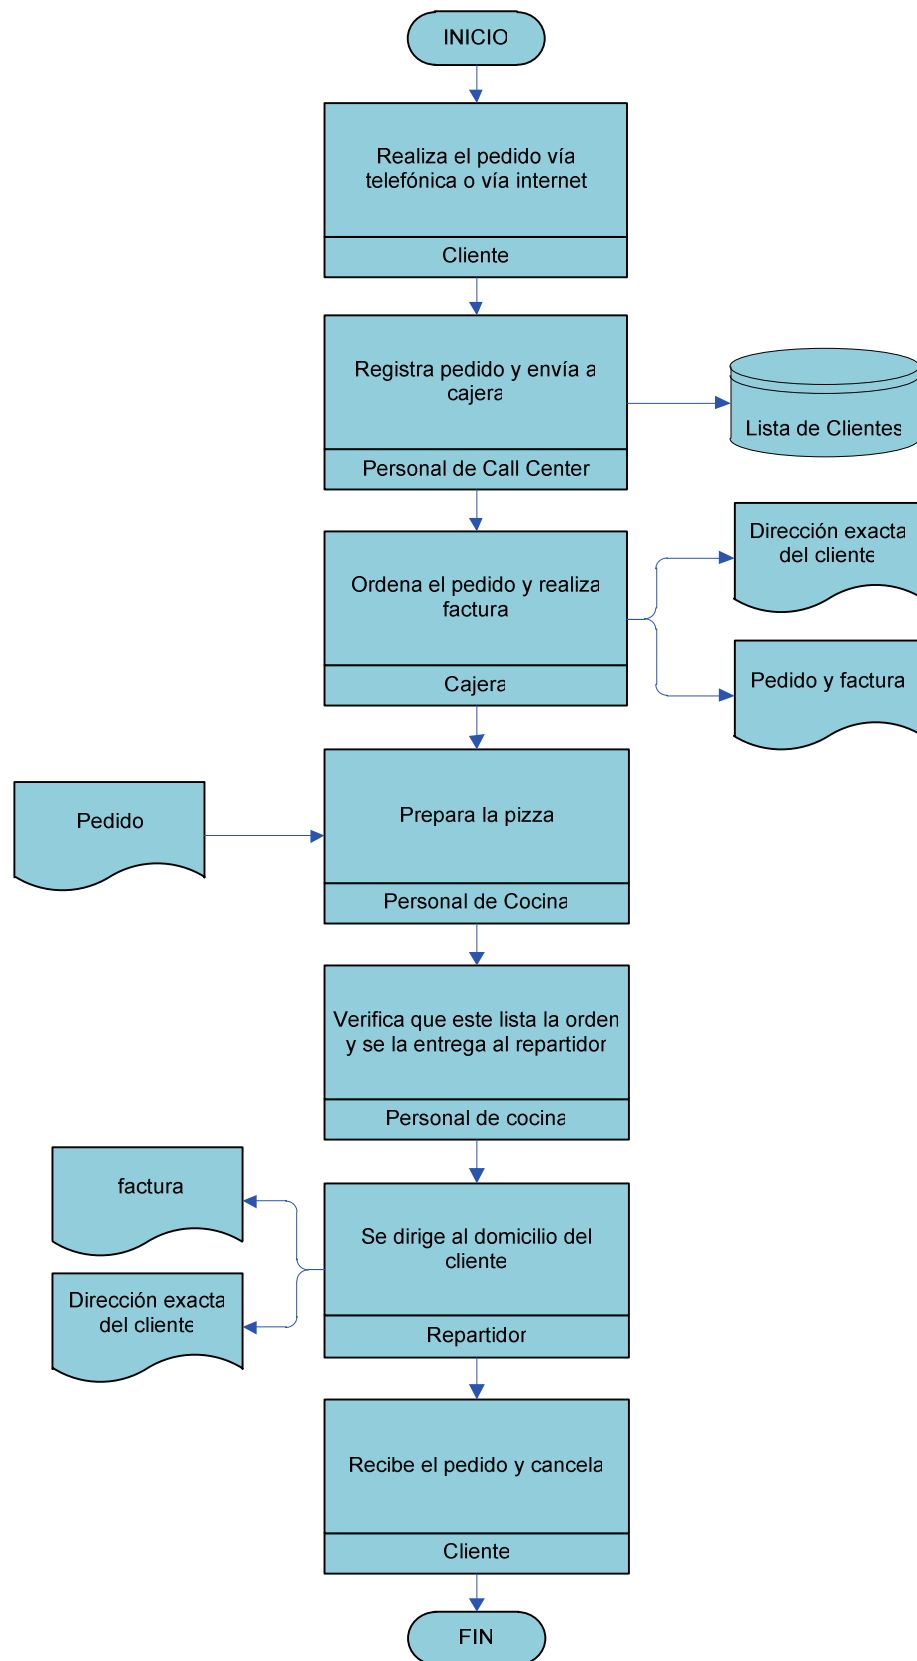 INICIO
Realiza el pedido vía
telefónica o vía internet
Cliente
Registra pedido y envía a
cajera
Personal de Call Center
Lista de Clientes
Ordena el pedido y realiza
factura
Cajera
Dirección exacta
del cliente
Pedido y factura
Pedido
Prepara la pizza
Personal de Cocina
Verifica que este lista la orden
y se la entrega al repartidor
Personal de cocina
factura
Dirección exacta
del cliente
Se dirige al domicilio del
cliente
Repartidor
Recibe el pedido y cancela
Cliente
FIN